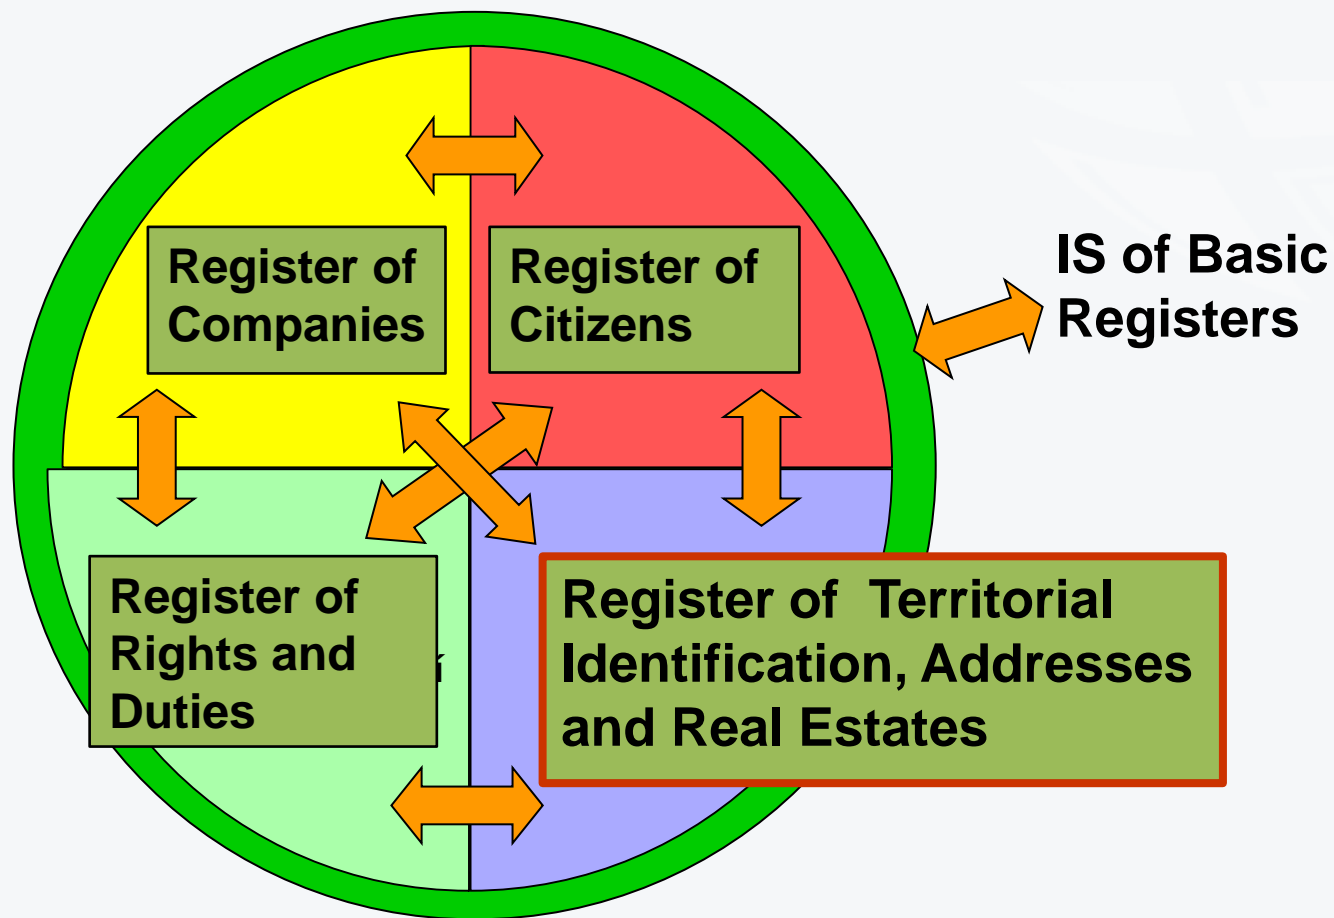 Register of
Companies
Register of
Citizens
IS of Basic
Registers
Register of
Rights and
Duties
í
Register of Territorial
Identification, Addresses
and Real Estates